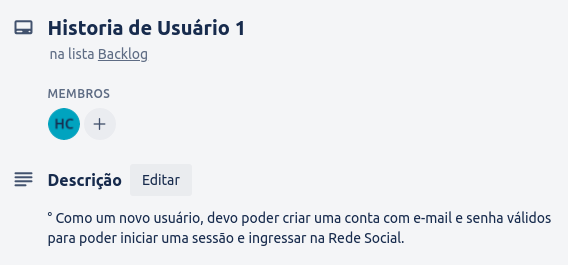 Historia de Usuário 1
na lista Backlog
MEMBROS
HC +
Descrição Editar
° Como um novo usuário, devo poder criar uma conta com e-mail e senha válidos
para poder iniciar uma sessão e ingressar na Rede Social.